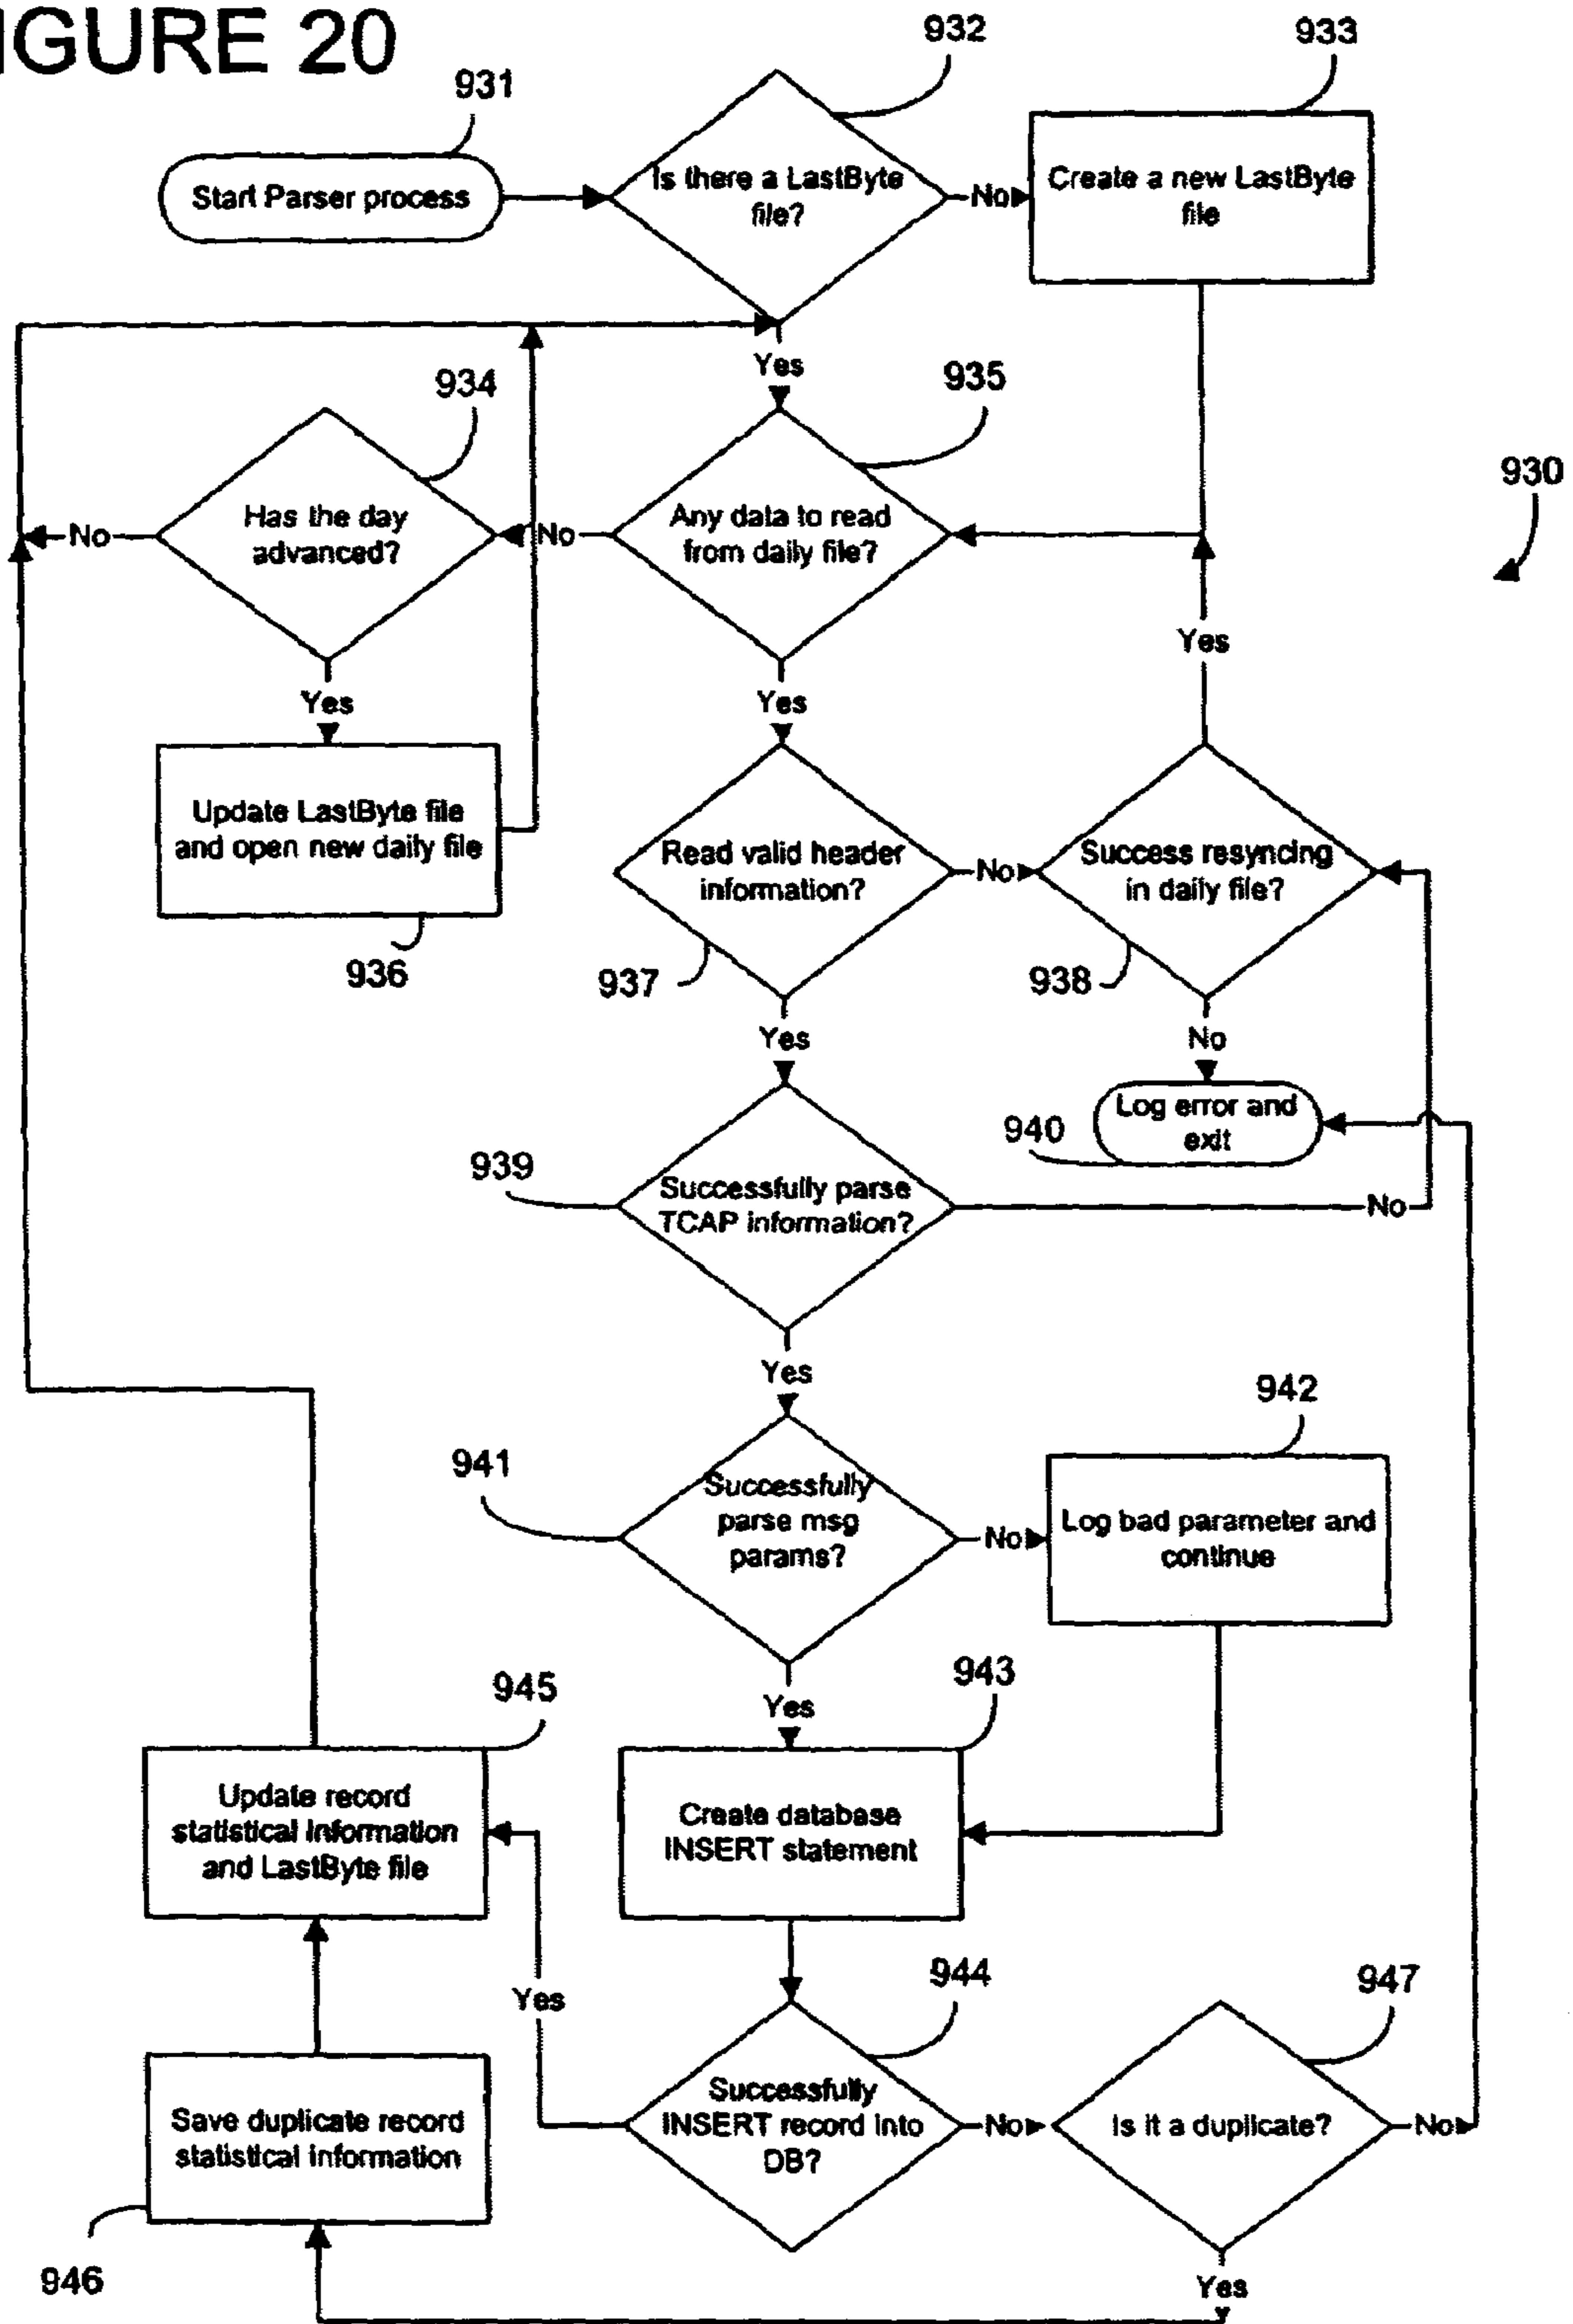 IGURE 20
931
932
933
Start Parser process
Is there a LastByte
file?
No
Create a new LastByte
file
Yes
934
935
930
No
Has the day
advanced?
No
Any data to read
from daily file?
Yes
Yes
Yes
Update LastByte file
and open new daily file
936
Read valid header
information?
937
No
Success resyncing
in daily file?
938
Yes
No
Log error and
exit
940
939
Successfully parse
TCAP information?
No
Yes
941
Successfully
parse msg
params?
No
942
Log bad parameter and
continue
Yes
943
945
Update record
statistical information
and LastByte file
Create database
INSERT statement
Yes
944
947
Save duplicate record
statistical information
946
Successfully
INSERT record into
DB?
No
Is it a duplicate?
No
Yes